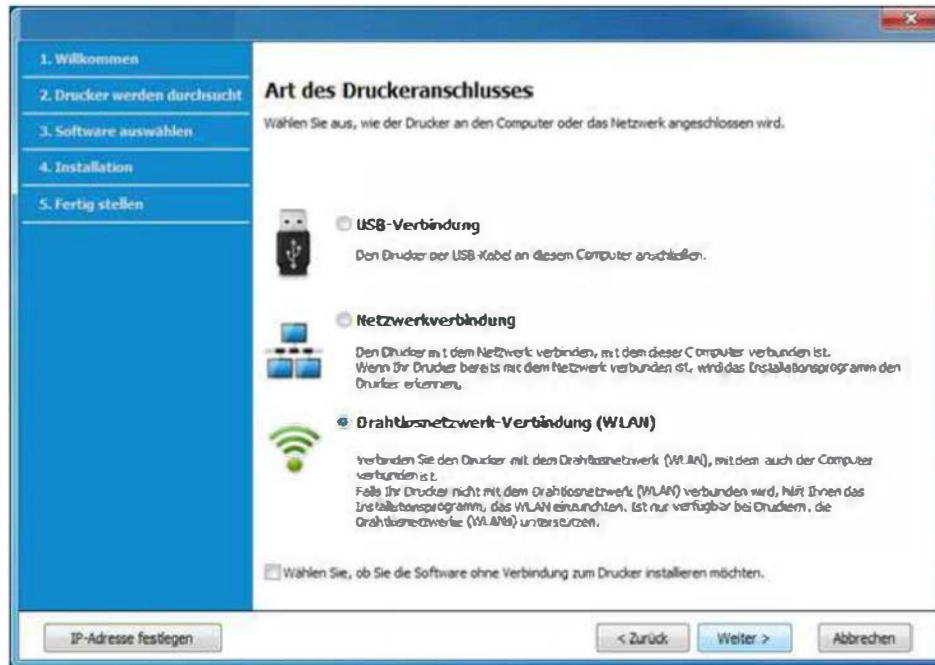 1. Willkommen
2. Drucker werden durchsucht
3. Software auswählen
4. Installation
5. Fertig stellen
Art des Druckeranschlusses
Wählen Sie aus, wie der Drucker an den Computer oder das Netzwerk angeschlossen wird.
USB-Verbindung
Den Drucker per USB-Kabel an diesem Computer anschließen.
Netzwerkverbindung
Den Drucker mit dem Netzwerk verbinden, mit dem dieser Computer verbunden ist.
Wenn Ihr Drucker bereits mit dem Netzwerk verbunden ist, wird das Installationsprogramm den
Drucker erkennen.
Drahtlosnetzwerk-Verbindung (WLAN)
Verbinden Sie den Drucker mit dem Drahtlosnetzwerk (WLAN), mit dem auch der Computer
verbunden ist.
Falls Ihr Drucker nicht mit dem Drahtlosnetzwerk (WLAN) verbunden wird, hilft Ihnen das
Installationsprogramm, das WLAN einzurichten. Ist nur verfügbar bei Druckern, die
Drahtlosnetzwerke (WLANs) unterstützen.
Wählen Sie, ob Sie die Software ohne Verbindung zum Drucker installieren möchten.
IP-Adresse festlegen
< Zurück
Weiter >
Abbrechen